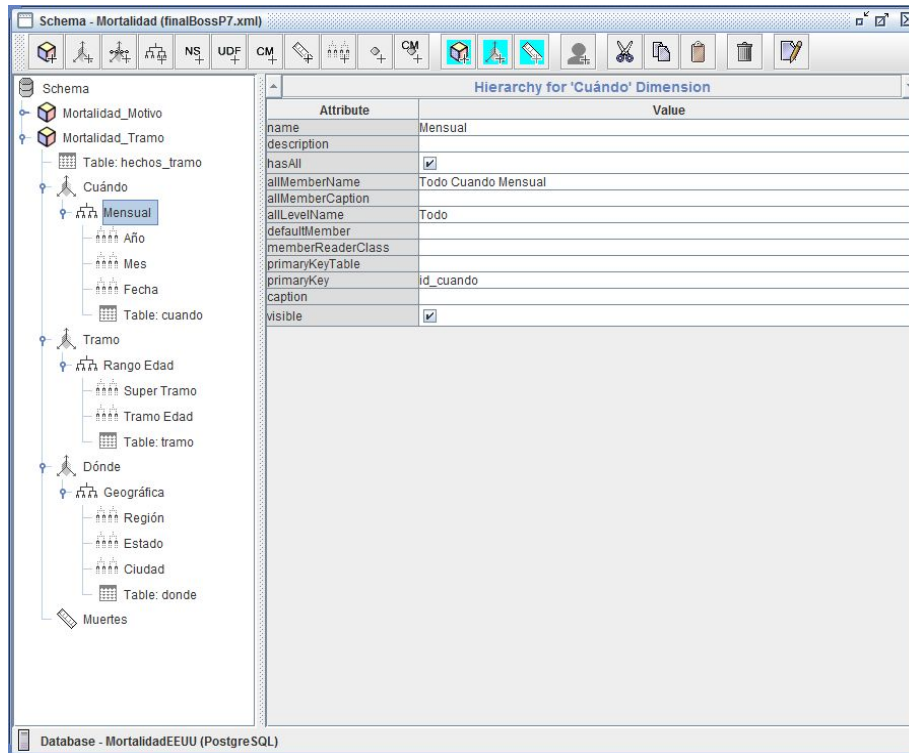 Schema - Mortalidad (finalBossP7.xml)
NS UDF CM CM
Schema
Mortalidad_Motivo
Mortalidad_Tramo
Table: hechos_tramo
Cuándo
Mensual
Año
Mes
Fecha
Table: cuando
Tramo
Rango Edad
Super Tramo
Tramo Edad
Table: tramo
Dónde
Geográfica
Región
Estado
Ciudad
Table: donde
Muertes
Hierarchy for 'Cuándo' Dimension
Attribute Value
name Mensual
description
hasAll
allMemberName Todo Cuando Mensual
allMemberCaption
allLevelName Todo
defaultMember
memberReaderClass
primaryKeyTable
primaryKey id_cuando
caption
visible
Database - MortalidadEEUU (PostgreSQL)